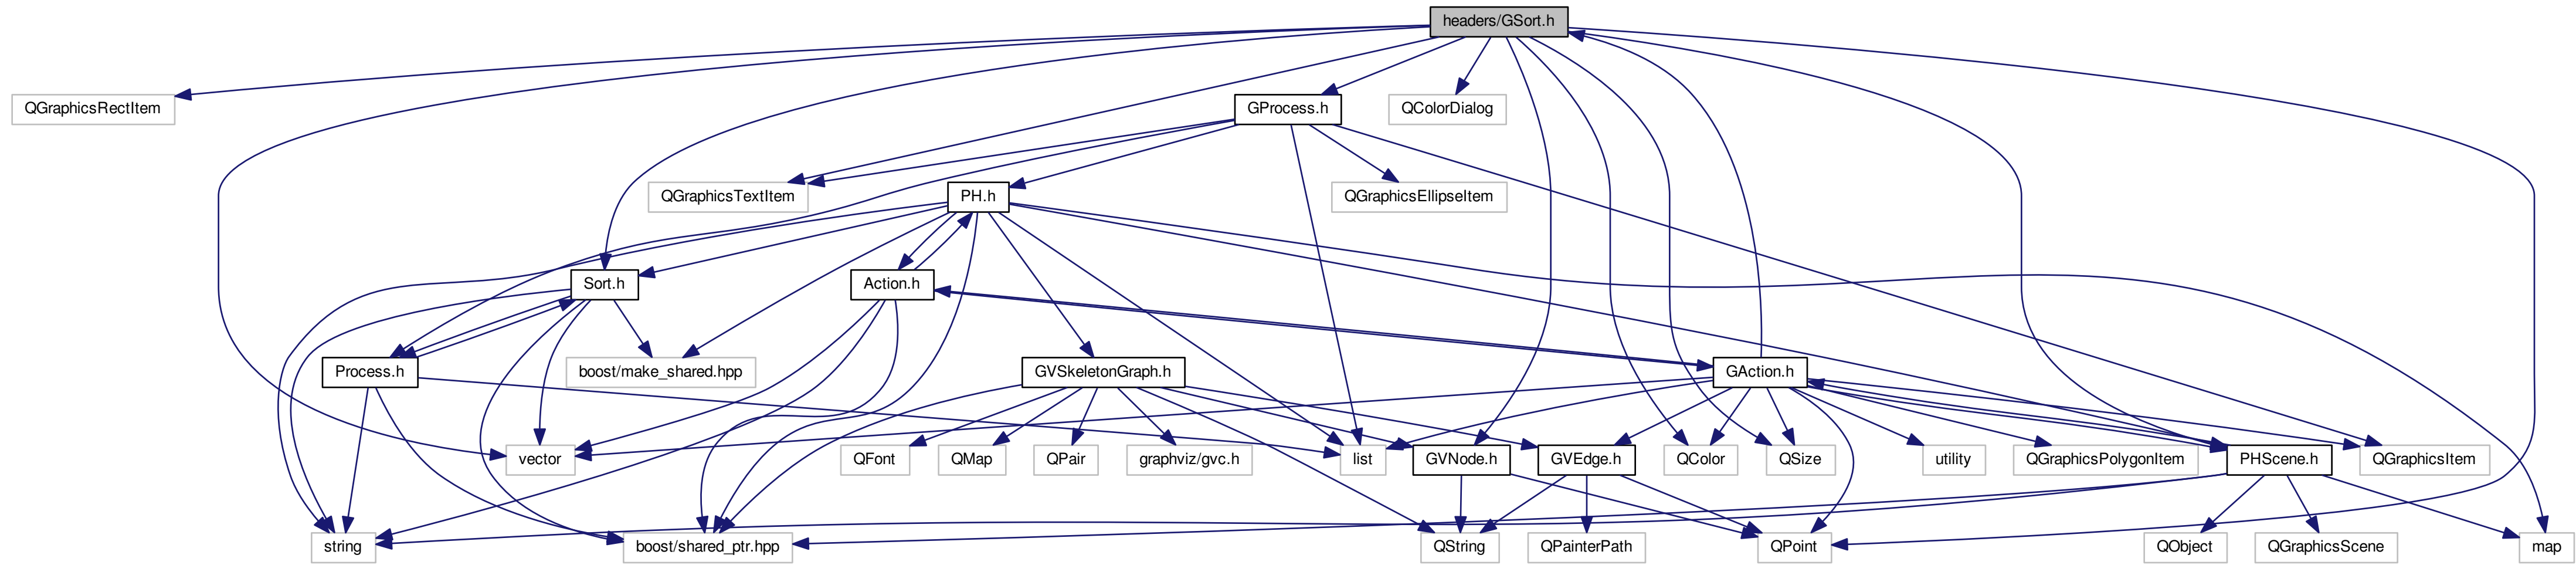 headers/GSort.h
QGraphicsRectItem
GProcess.h
QColorDialog
QGraphicsTextItem
PH.h
QGraphicsEllipseItem
Sort.h
Action.h
Process.h
boost/make_shared.hpp
GVSkeletonGraph.h
GAction.h
vector
QFont
QMap
QPair
graphviz/gvc.h
list
GVNode.h
GVEdge.h
QColor
QSize
utility
QGraphicsPolygonItem
PHScene.h
QGraphicsItem
string
boost/shared_ptr.hpp
QString
QPainterPath
QPoint
QObject
QGraphicsScene
map